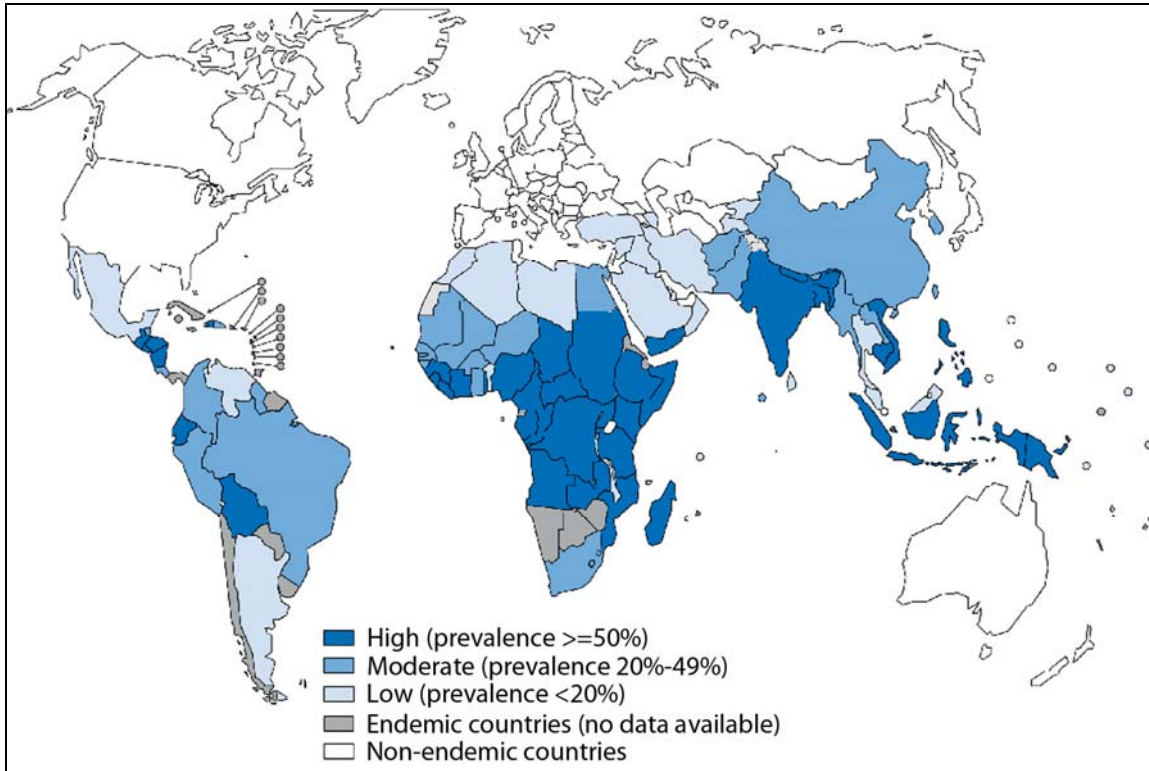 High (prevalence >=50%)
Moderate (prevalence 20%-49%)
Low (prevalence <20%)
Endemic countries (no data available)
Non-endemic countries